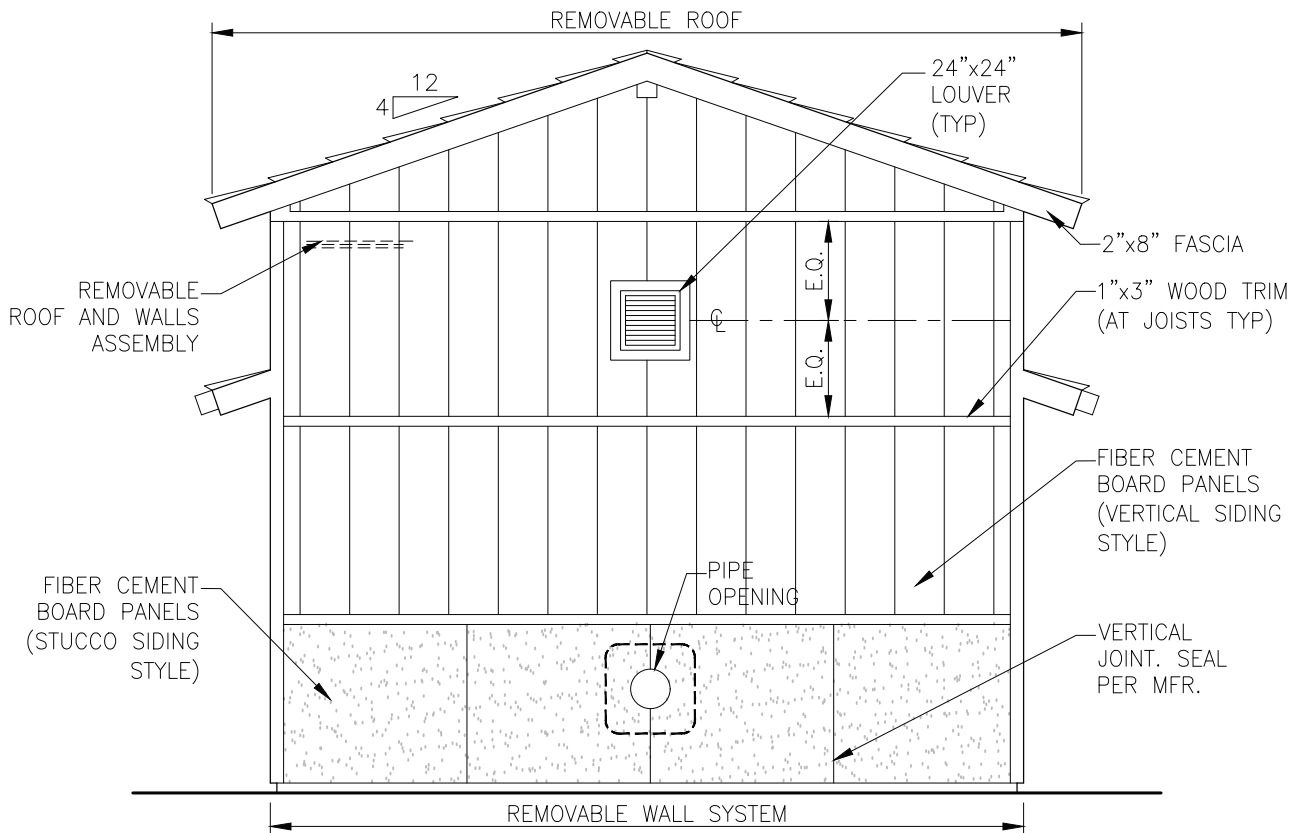 REMOVABLE ROOF
12
4
24"x24"
LOUVER
(TYP)
2"x8" FASCIA
REMOVABLE
ROOF AND WALLS
ASSEMBLY
E.Q.
℄
1"x3" WOOD TRIM
(AT JOISTS TYP)
E.Q.
FIBER CEMENT
BOARD PANELS
(VERTICAL SIDING
STYLE)
FIBER CEMENT
BOARD PANELS
(STUCCO SIDING
STYLE)
PIPE
OPENING
VERTICAL
JOINT. SEAL
PER MFR.
REMOVABLE WALL SYSTEM